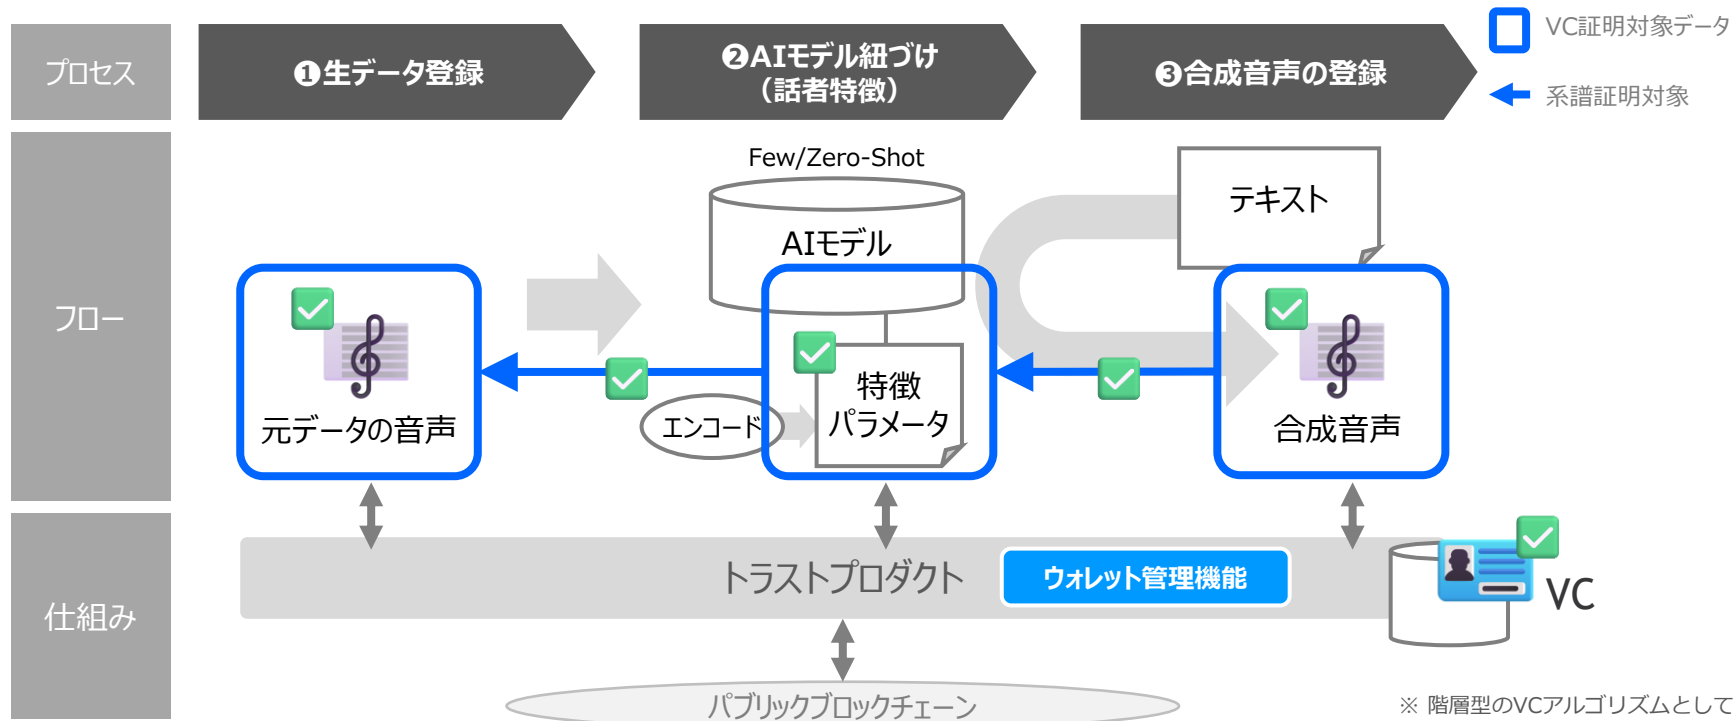 プロセス
❶生データ登録
❷AIモデル紐づけ
（話者特徴）
❸合成音声の登録
VC証明対象データ
系譜証明対象
フロー
Few/Zero-Shot
AIモデル
テキスト
元データの音声
エンコード
特徴
パラメータ
合成音声
仕組み
トラストプロダクト
ウォレット管理機能
VC
パブリックブロックチェーン
※ 階層型のVCアルゴリズムとして